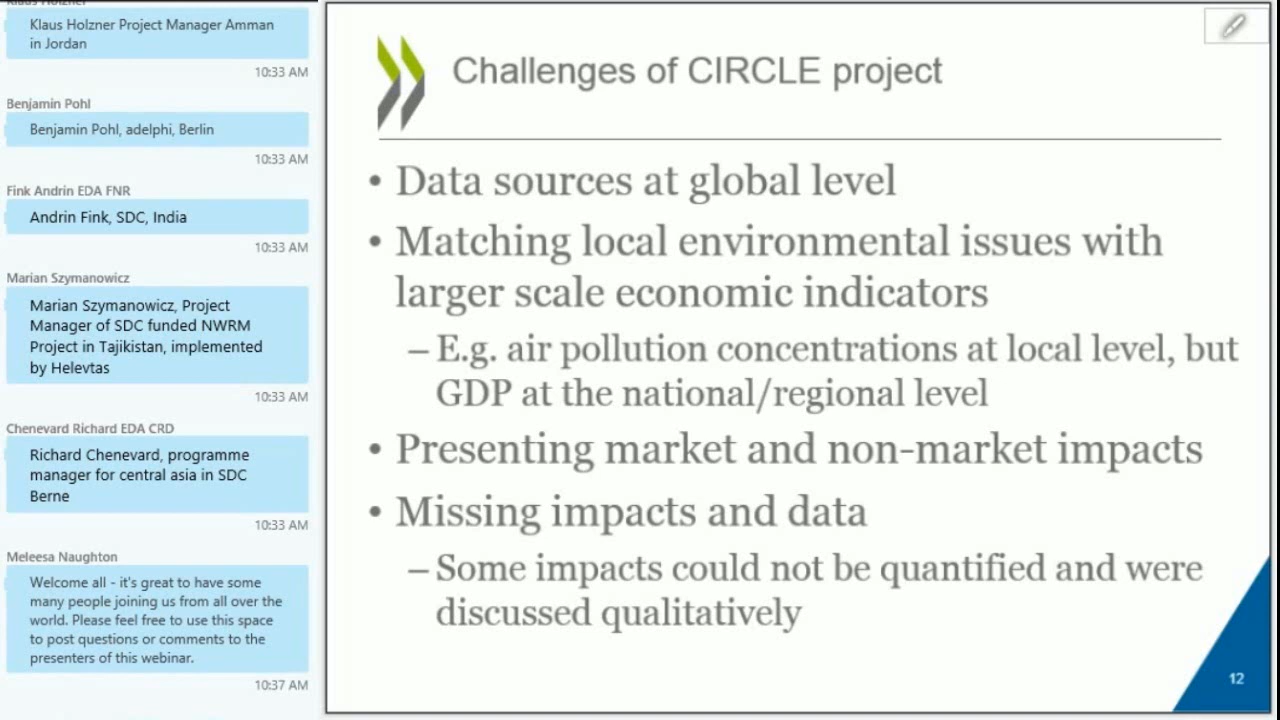 Klaus Holzner
Klaus Holzner Project Manager Amman
in Jordan
10:33 AM
Benjamin Pohl
Benjamin Pohl, adelphi, Berlin
10:33 AM
Fink Andrin EDA FNR
Andrin Fink, SDC, India
10:33 AM
Marian Szymanowicz
Marian Szymanowicz, Project
Manager of SDC funded NWRM
Project in Tajikistan, implemented
by Helevtas
10:33 AM
Chenevard Richard EDA CRD
Richard Chenevard, programme
manager for central asia in SDC
Berne
10:33 AM
Meleesa Naughton
Welcome all - it's great to have some
many people joining us from all over the
world. Please feel free to use this space
to post questions or comments to the
presenters of this webinar.
10:37 AM
Challenges of CIRCLE project
• Data sources at global level
• Matching local environmental issues with
larger scale economic indicators
– E.g. air pollution concentrations at local level, but
GDP at the national/regional level
• Presenting market and non-market impacts
• Missing impacts and data
– Some impacts could not be quantified and were
discussed qualitatively
12